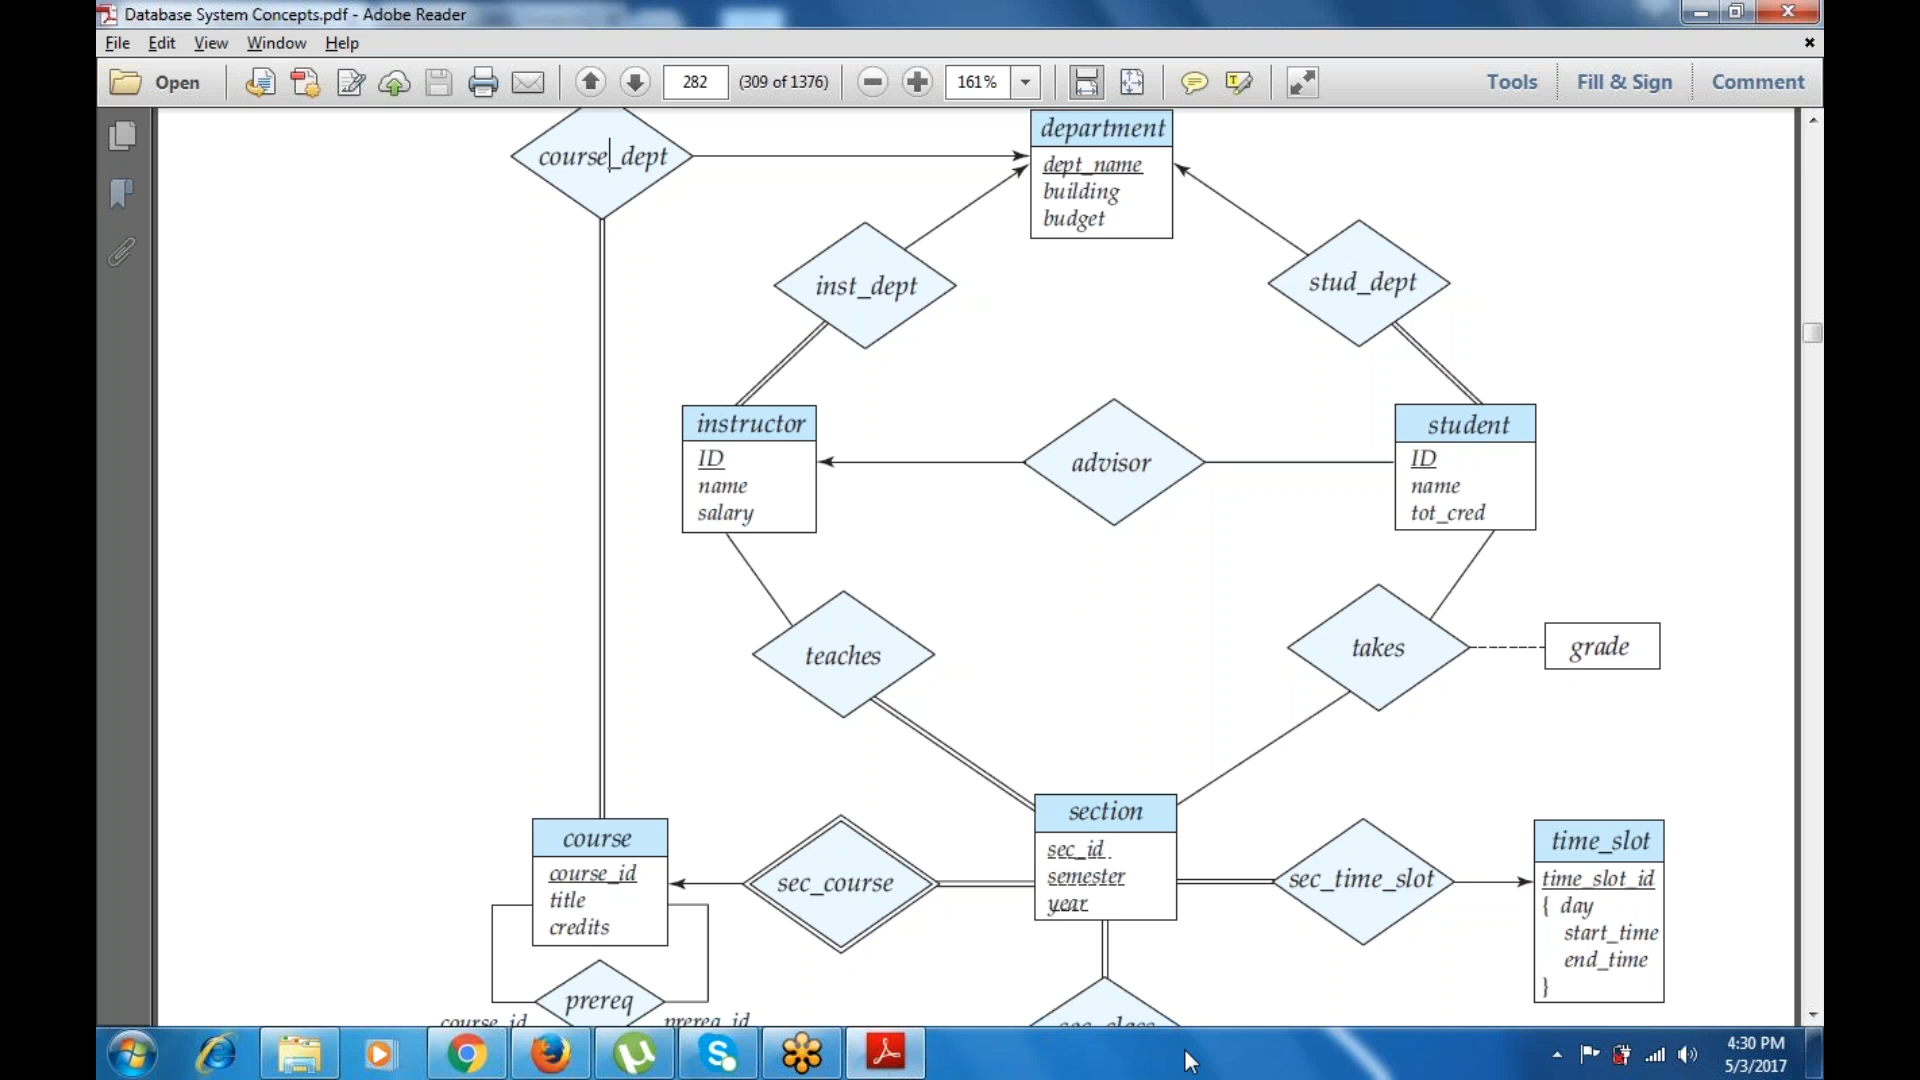 Database System Concepts.pdf - Adobe Reader
File Edit View Window Help
Open 282 (309 of 1376) 161% Tools Fill & Sign Comment
course_dept
department
dept_name
building
budget
inst_dept
stud_dept
instructor
ID
name
salary
advisor
student
ID
name
tot_cred
teaches
takes
grade
course
course_id
title
credits
sec_course
section
sec_id
semester
year
sec_time_slot
time_slot
time_slot_id
{ day
start_time
end_time
}
prereq
course_id
prereq_id
sec_class
4:30 PM
5/3/2017